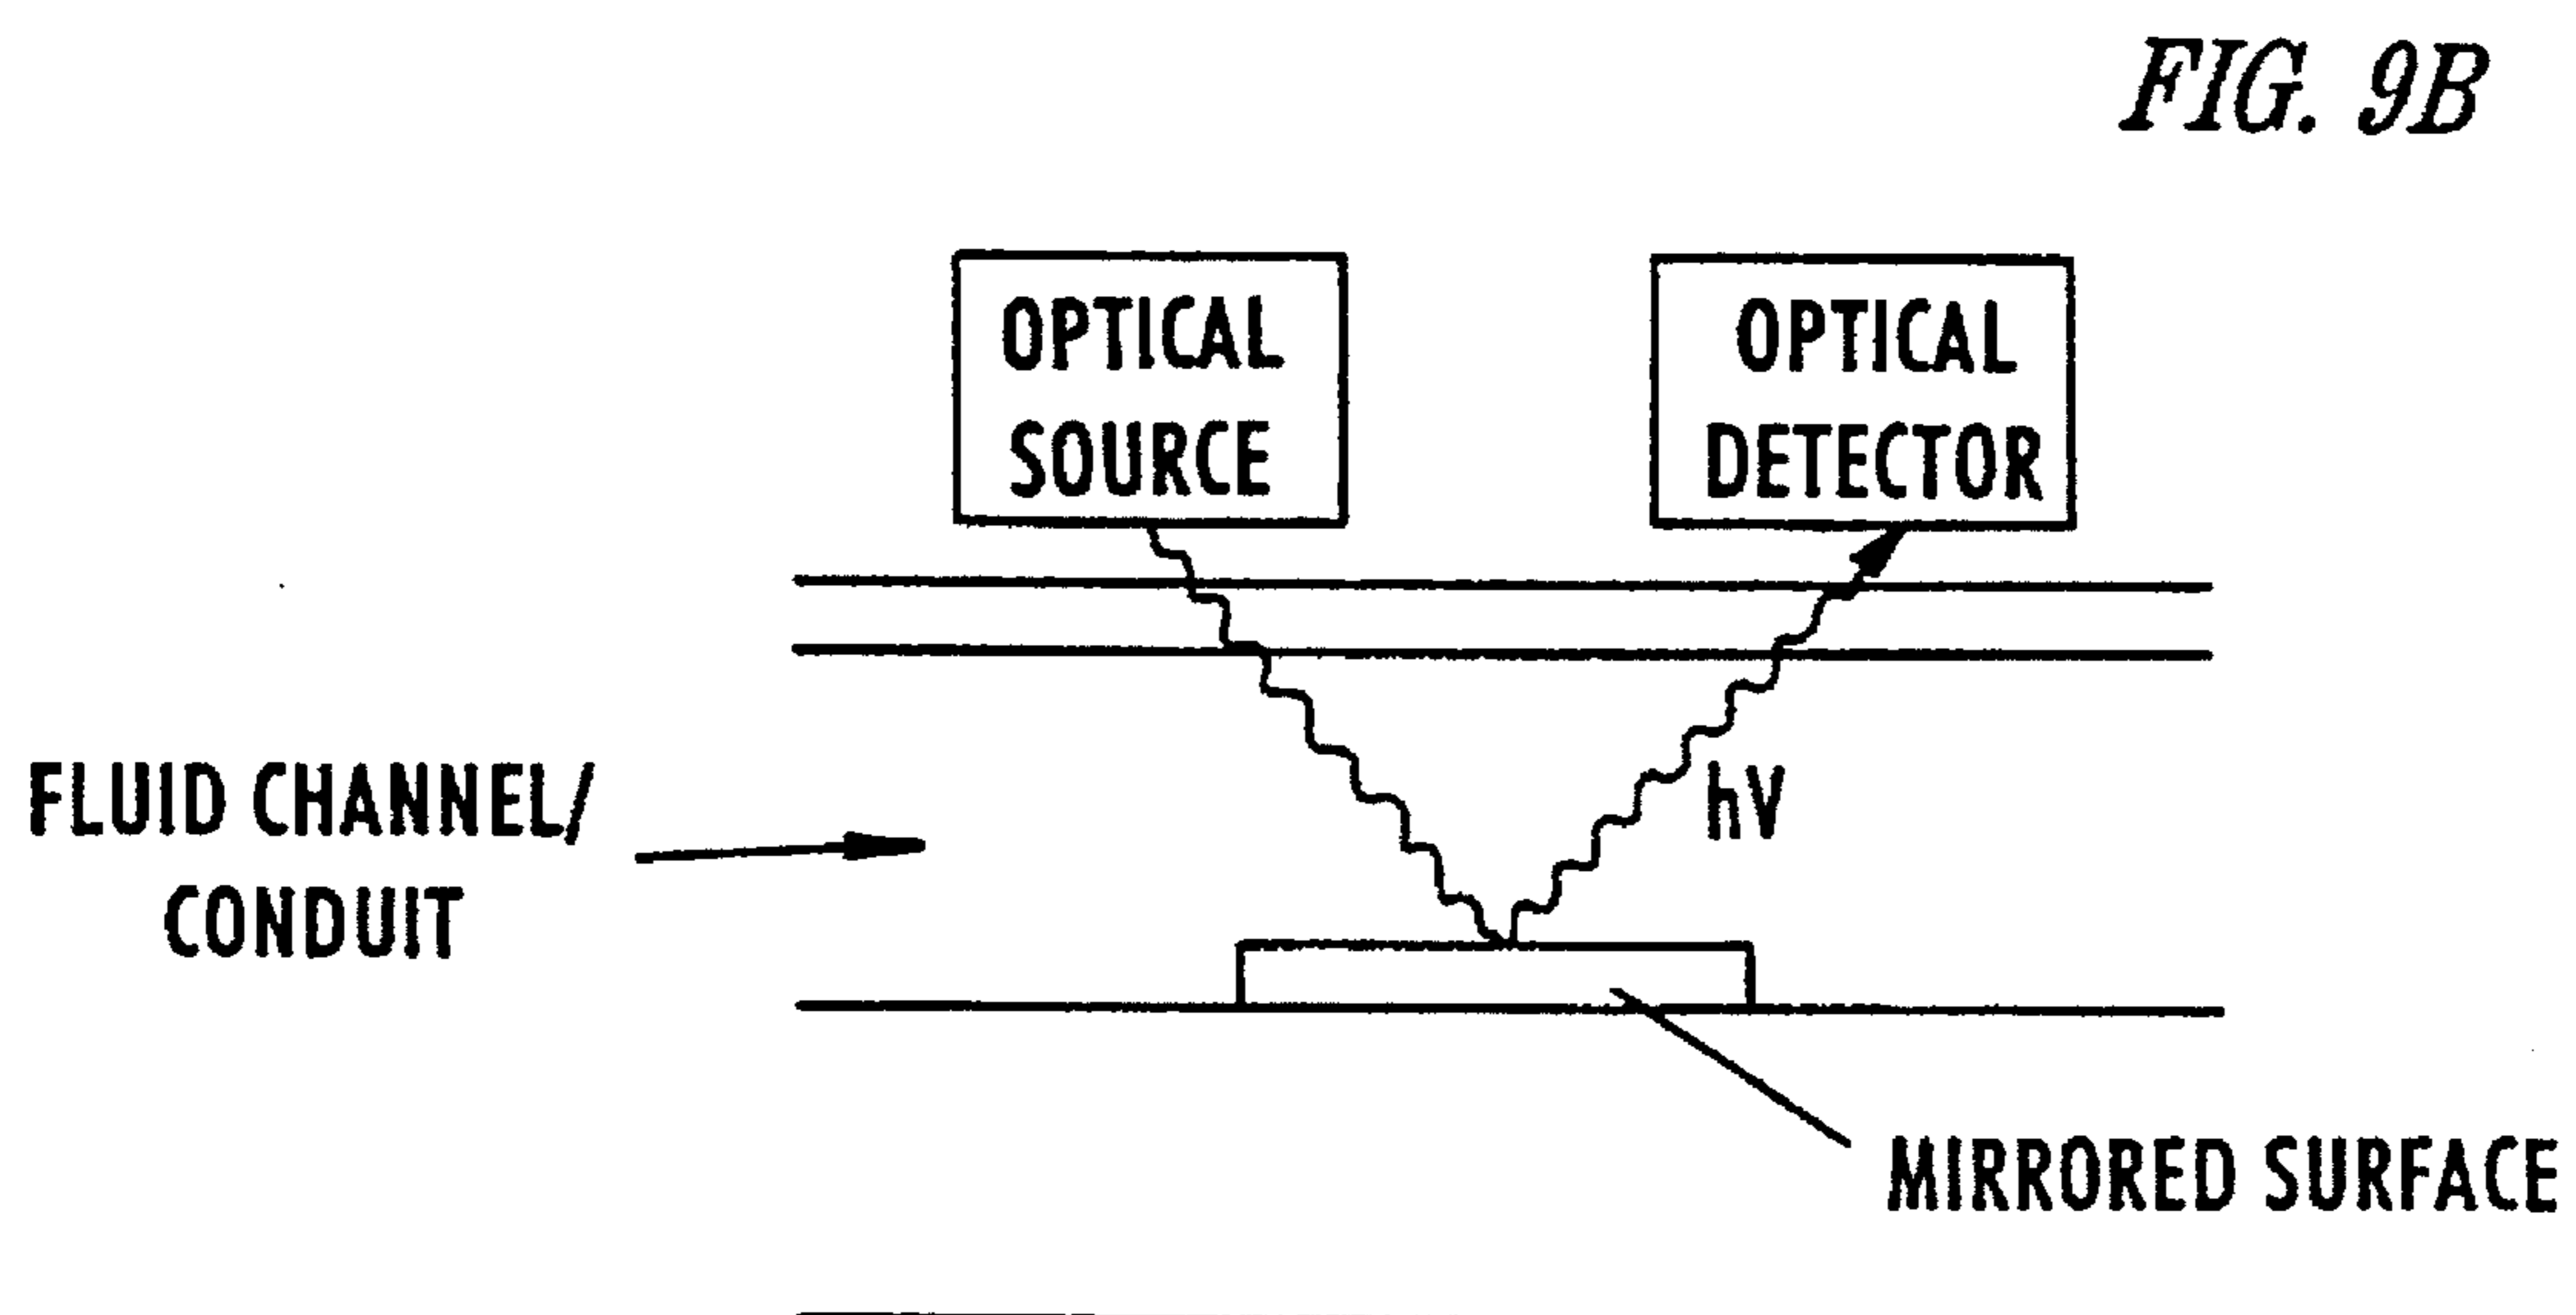 FIG. 9B
OPTICAL
SOURCE
OPTICAL
DETECTOR
FLUID CHANNEL/
CONDUIT
hV
MIRRORED SURFACE